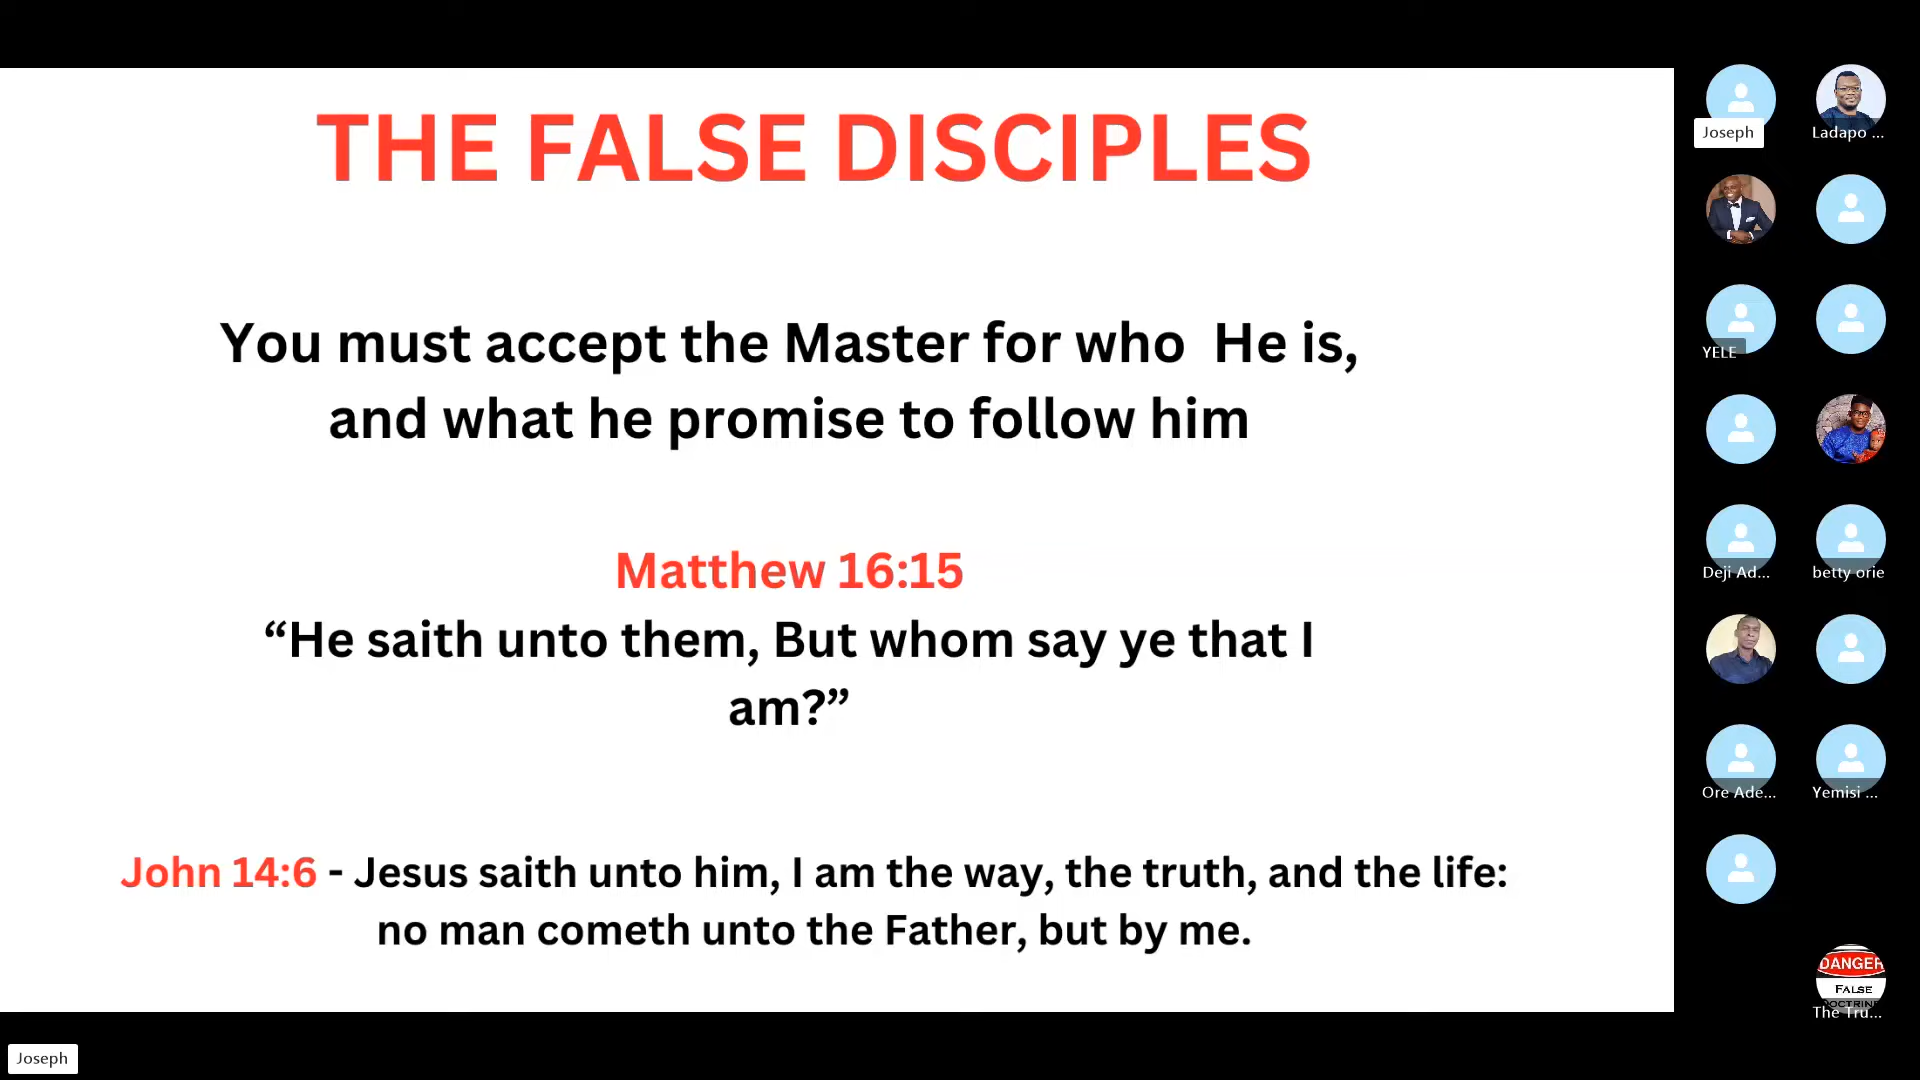 THE FALSE DISCIPLES
You must accept the Master for who  He is,
and what he promise to follow him
Matthew 16:15
“He saith unto them, But whom say ye that I
am?”
John 14:6 - Jesus saith unto him, I am the way, the truth, and the life:
no man cometh unto the Father, but by me.
Joseph
Ladapo ...
YELE
Deji Ad...
betty orie
Ore Ade...
Yemisi ...
DANGER
FALSE
DOCTRINE
The Tru...
Joseph